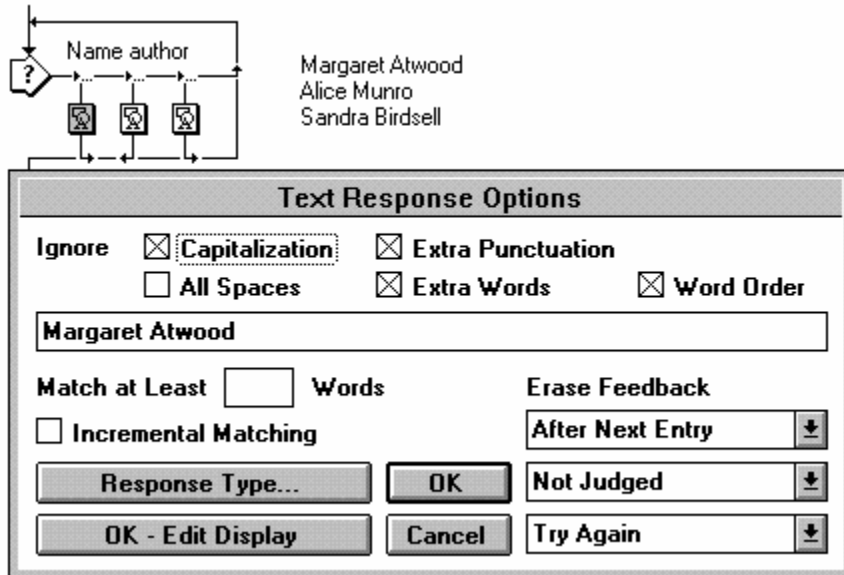 Name author
?
Margaret Atwood
Alice Munro
Sandra Birdsell
Text Response Options
Ignore Capitalization Extra Punctuation
All Spaces Extra Words Word Order
Margaret Atwood
Match at Least Words Erase Feedback
Incremental Matching After Next Entry
Response Type... OK Not Judged
OK - Edit Display Cancel Try Again